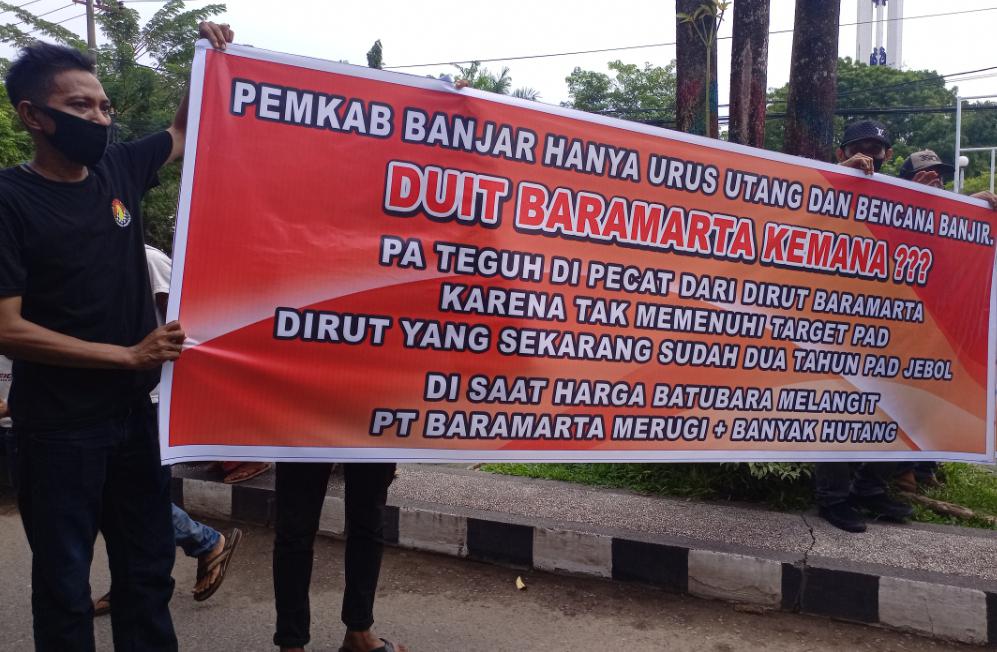 PEMKAB BANJAR HANYA URUS UTANG DAN BENCANA BANJIR.
DUIT BARAMARTA KEMANA ???
PA TEGUH DI PECAT DARI DIRUT BARAMARTA
KARENA TAK MEMENUHI TARGET PAD
DIRUT YANG SEKARANG SUDAH DUA TAHUN PAD JEBOL
DI SAAT HARGA BATUBARA MELANGIT
PT BARAMARTA MERUGI + BANYAK HUTANG